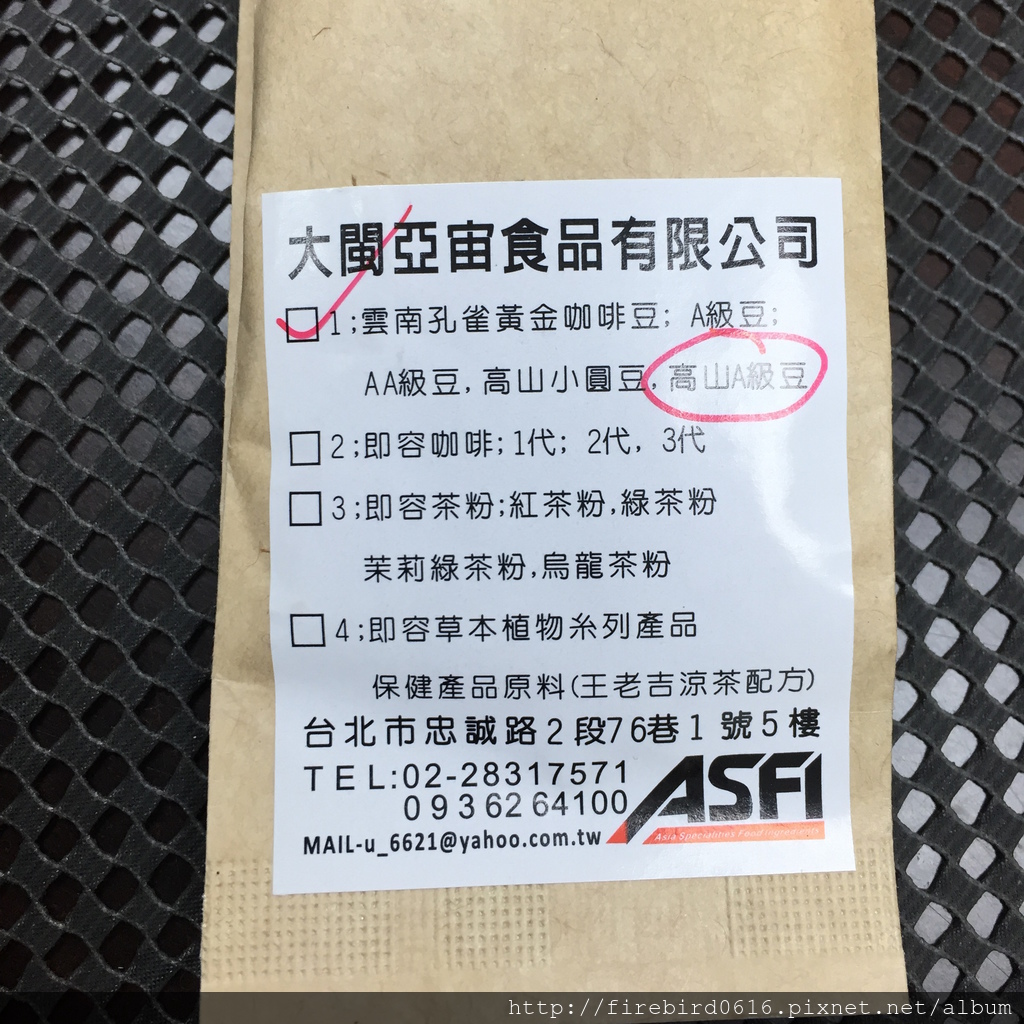 大閩亞宙食品有限公司
□1;雲南孔雀黃金咖啡豆; A級豆;
AA級豆,高山小圓豆,高山A級豆
□2;即容咖啡;1代; 2代, 3代
□3;即容茶粉;紅茶粉,綠茶粉
茉莉綠茶粉,烏龍茶粉
□4;即容草本植物糸列產品
保健產品原料(王老吉涼茶配方)
台北市忠誠路2段76巷1號5樓
TEL:02-28317571
0936264100
ASFI
Asia Specialines Food Ingredients
MAIL-u_6621@yahoo.com.tw
http://firebird0616.pixnet.net/album